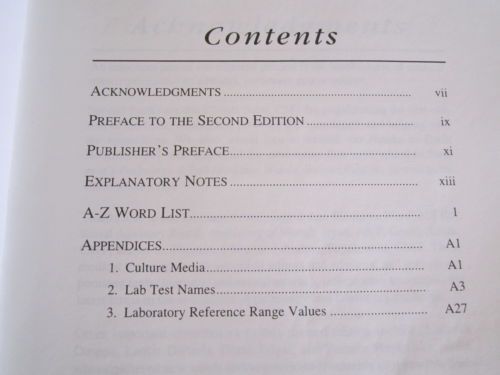 Contents
ACKNOWLEDGMENTS ................................................ vii
PREFACE TO THE SECOND EDITION ............................ ix
PUBLISHER'S PREFACE................................................ xi
EXPLANATORY NOTES ................................................ xiii
A-Z WORD LIST............................................................ 1
APPENDICES.................................................................. A1
1. Culture Media........................................................ A1
2. Lab Test Names...................................................... A3
3. Laboratory Reference Range Values ......................... A27